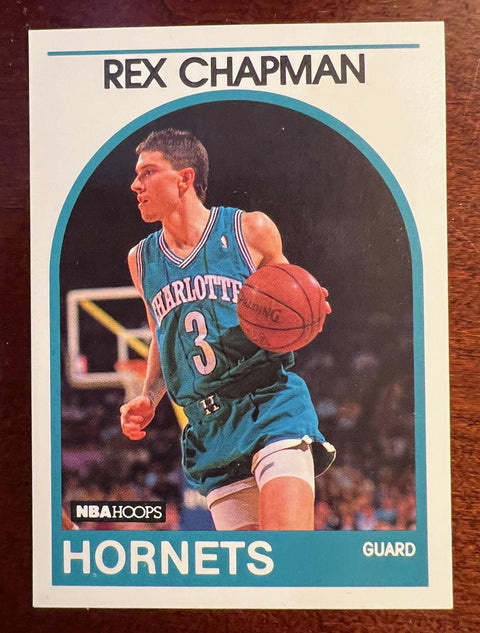 REX CHAPMAN
CHARLOTTE
SPALDING
3
H
NBA HOOPS
HORNETS
GUARD